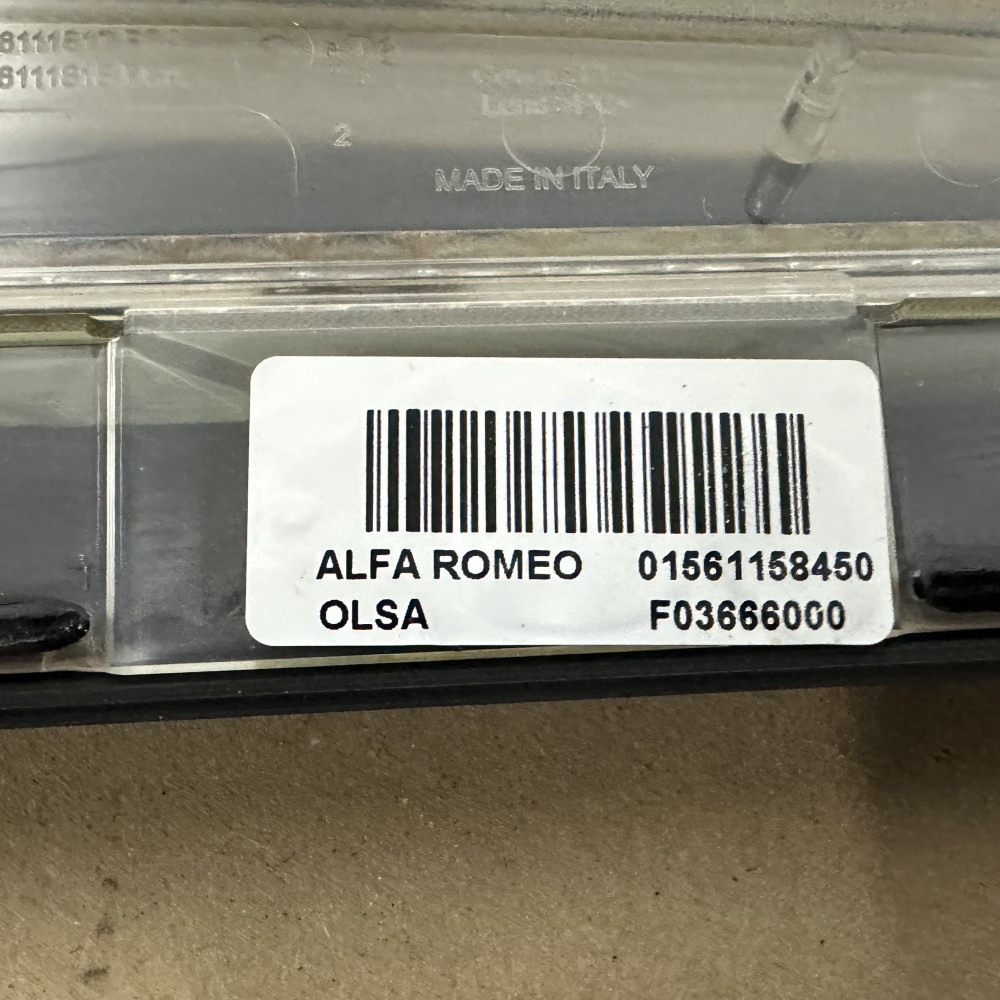 2
MADE IN ITALY
ALFA ROMEO 01561158450
OLSA F03666000